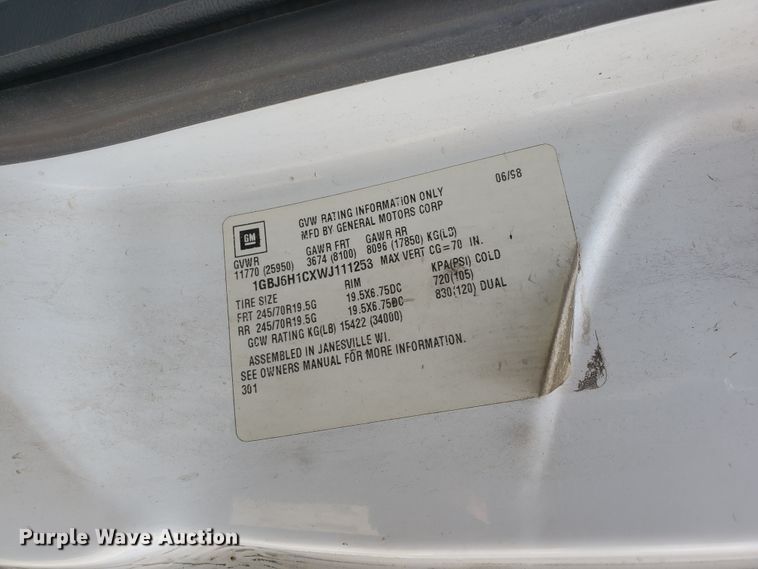 06/98
GVW RATING INFORMATION ONLY
MFD BY GENERAL MOTORS CORP
GM
GVWR GAWR FRT GAWR RR
11770 (25950) 3674 (8100) 8096 (17850) KG(LB)
1GBJ6H1CXWJ111253 MAX VERT CG=70 IN.
TIRE SIZE RIM KPA(PSI) COLD
FRT 245/70R19.5G 19.5X6.75DC 720(105)
RR 245/70R19.5G 19.5X6.75DC 830(120) DUAL
GCW RATING KG(LB) 15422 (34000)
ASSEMBLED IN JANESVILLE WI.
SEE OWNERS MANUAL FOR MORE INFORMATION.
301
Purple Wave Auction